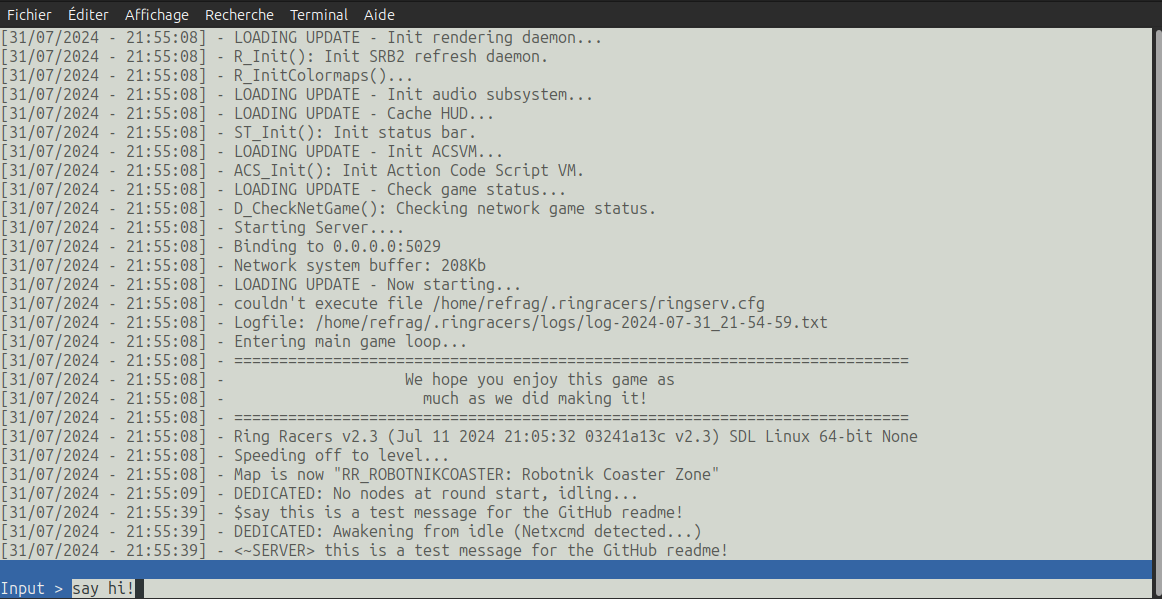 Fichier Éditer Affichage Recherche Terminal Aide
[31/07/2024 - 21:55:08] - LOADING UPDATE - Init rendering daemon...
[31/07/2024 - 21:55:08] - R_Init(): Init SRB2 refresh daemon.
[31/07/2024 - 21:55:08] - R_InitColormaps()...
[31/07/2024 - 21:55:08] - LOADING UPDATE - Init audio subsystem...
[31/07/2024 - 21:55:08] - LOADING UPDATE - Cache HUD...
[31/07/2024 - 21:55:08] - ST_Init(): Init status bar.
[31/07/2024 - 21:55:08] - LOADING UPDATE - Init ACSVM...
[31/07/2024 - 21:55:08] - ACS_Init(): Init Action Code Script VM.
[31/07/2024 - 21:55:08] - LOADING UPDATE - Check game status...
[31/07/2024 - 21:55:08] - D_CheckNetGame(): Checking network game status.
[31/07/2024 - 21:55:08] - Starting Server....
[31/07/2024 - 21:55:08] - Binding to 0.0.0.0:5029
[31/07/2024 - 21:55:08] - Network system buffer: 208Kb
[31/07/2024 - 21:55:08] - LOADING UPDATE - Now starting...
[31/07/2024 - 21:55:08] - couldn't execute file /home/refrag/.ringracers/ringserv.cfg
[31/07/2024 - 21:55:08] - Logfile: /home/refrag/.ringracers/logs/log-2024-07-31_21-54-59.txt
[31/07/2024 - 21:55:08] - Entering main game loop...
[31/07/2024 - 21:55:08] - ===========================================================================
[31/07/2024 - 21:55:08] -                    We hope you enjoy this game as
[31/07/2024 - 21:55:08] -                      much as we did making it!
[31/07/2024 - 21:55:08] - ===========================================================================
[31/07/2024 - 21:55:08] - Ring Racers v2.3 (Jul 11 2024 21:05:32 03241a13c v2.3) SDL Linux 64-bit None
[31/07/2024 - 21:55:08] - Speeding off to level...
[31/07/2024 - 21:55:08] - Map is now "RR_ROBOTNIKCOASTER: Robotnik Coaster Zone"
[31/07/2024 - 21:55:09] - DEDICATED: No nodes at round start, idling...
[31/07/2024 - 21:55:39] - $say this is a test message for the GitHub readme!
[31/07/2024 - 21:55:39] - DEDICATED: Awakening from idle (Netxcmd detected...)
[31/07/2024 - 21:55:39] - <~SERVER> this is a test message for the GitHub readme!
Input > say hi!